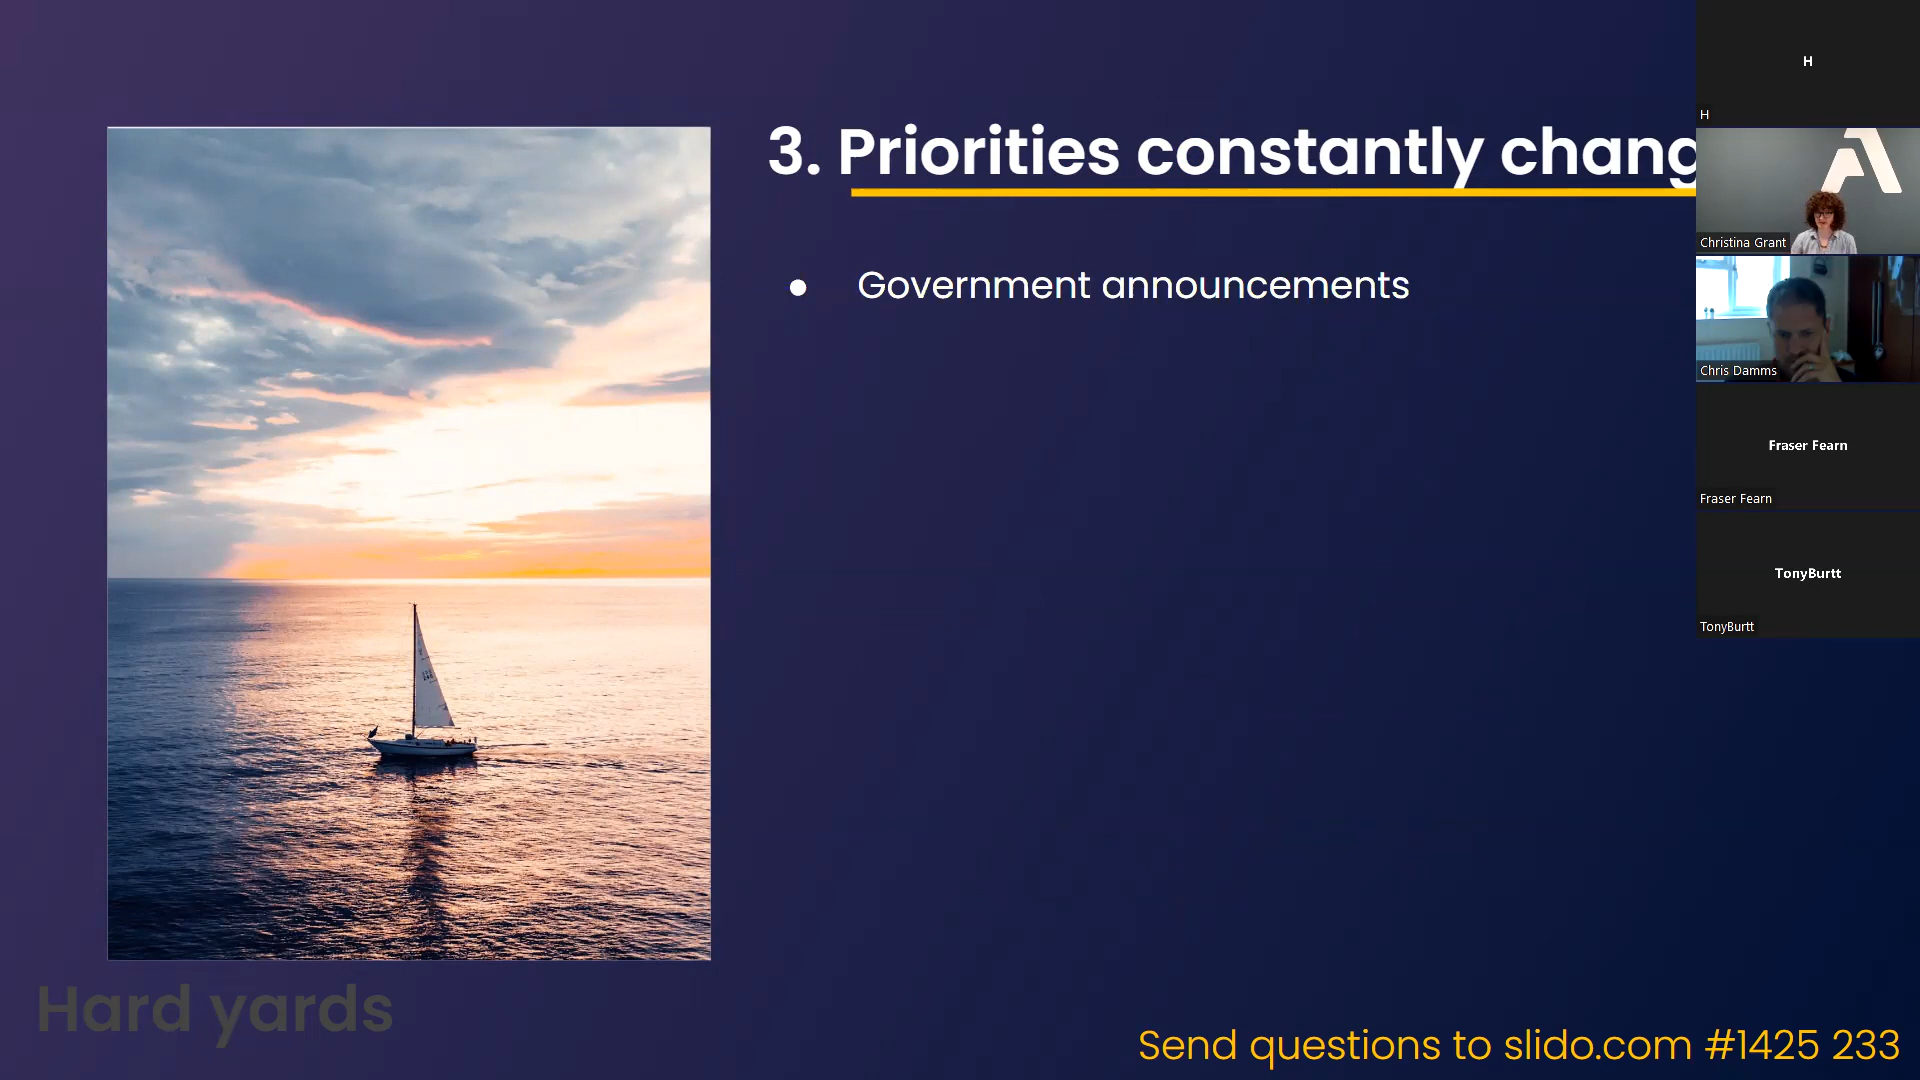 3. Priorities constantly chang
Government announcements
Hard yards
Send questions to slido.com #1425 233
H
H
Christina Grant
Chris Damms
Fraser Fearn
Fraser Fearn
TonyBurtt
TonyBurtt